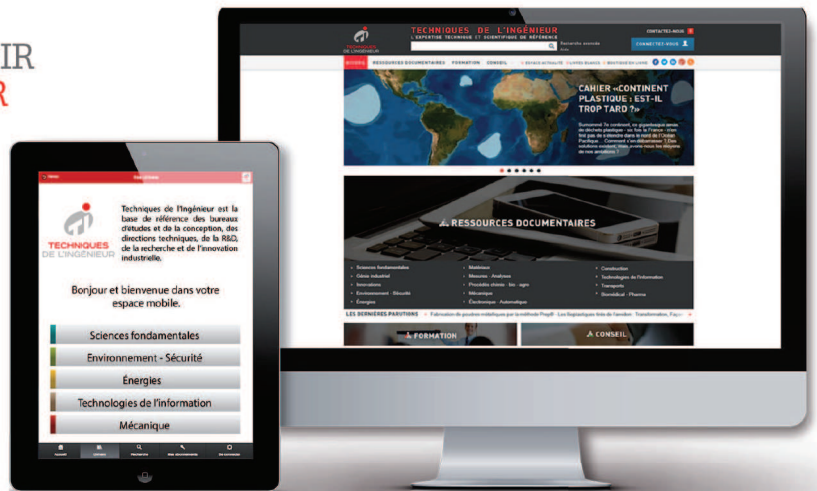 IR
R
TECHNIQUES
DE L'INGÉNIEUR
TECHNIQUES DE L'INGÉNIEUR
L'EXPERTISE TECHNIQUE ET SCIENTIFIQUE DE RÉFÉRENCE
Recherche avancée
CONTACTEZ-NOUS
CONNECTEZ-VOUS
RESSOURCES DOCUMENTAIRES FORMATION CONSEIL
CAHIER «CONTINENT
PLASTIQUE : EST-IL
TROP TARD ?»
RESSOURCES DOCUMENTAIRES
Sciences fondamentales
Génie industriel
Innovations
Environnement - Sécurité
Énergies
Matériaux
Mesures - Analyses
Procédés chimie - bio - agro
Mécanique
Électronique - Automatique
Construction
Technologies de l'information
Transports
Biomédical - Pharma
LES DERNIÈRES PARUTIONS
FORMATION
CONSEIL
TECHNIQUES
DE L'INGÉNIEUR
Techniques de l'Ingénieur est la
base de référence des bureaux
d'études et de la conception, des
directions techniques, de la R&D,
de la recherche et de l'innovation
industrielle.
Bonjour et bienvenue dans votre
espace mobile.
Sciences fondamentales
Environnement - Sécurité
Énergies
Technologies de l'information
Mécanique